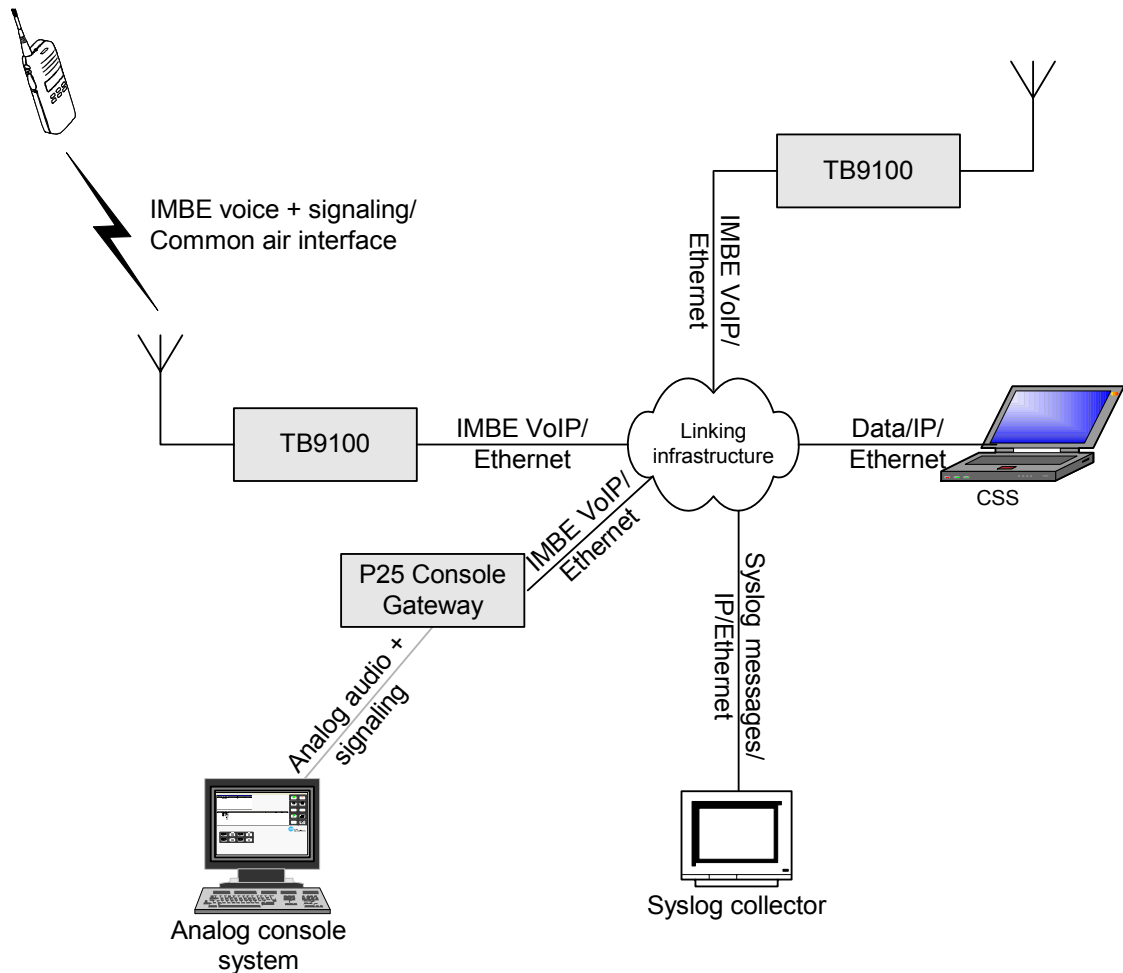 TB9100
IMBE voice + signaling/
Common air interface
IMBE VoIP/
Ethernet
TB9100
IMBE VoIP/
Ethernet
Linking
infrastructure
Data/IP/
Ethernet
CSS
IMBE VoIP/
Ethernet
P25 Console
Gateway
Syslog messages/
IP/Ethernet
Analog audio +
signaling
Syslog collector
Analog console
system